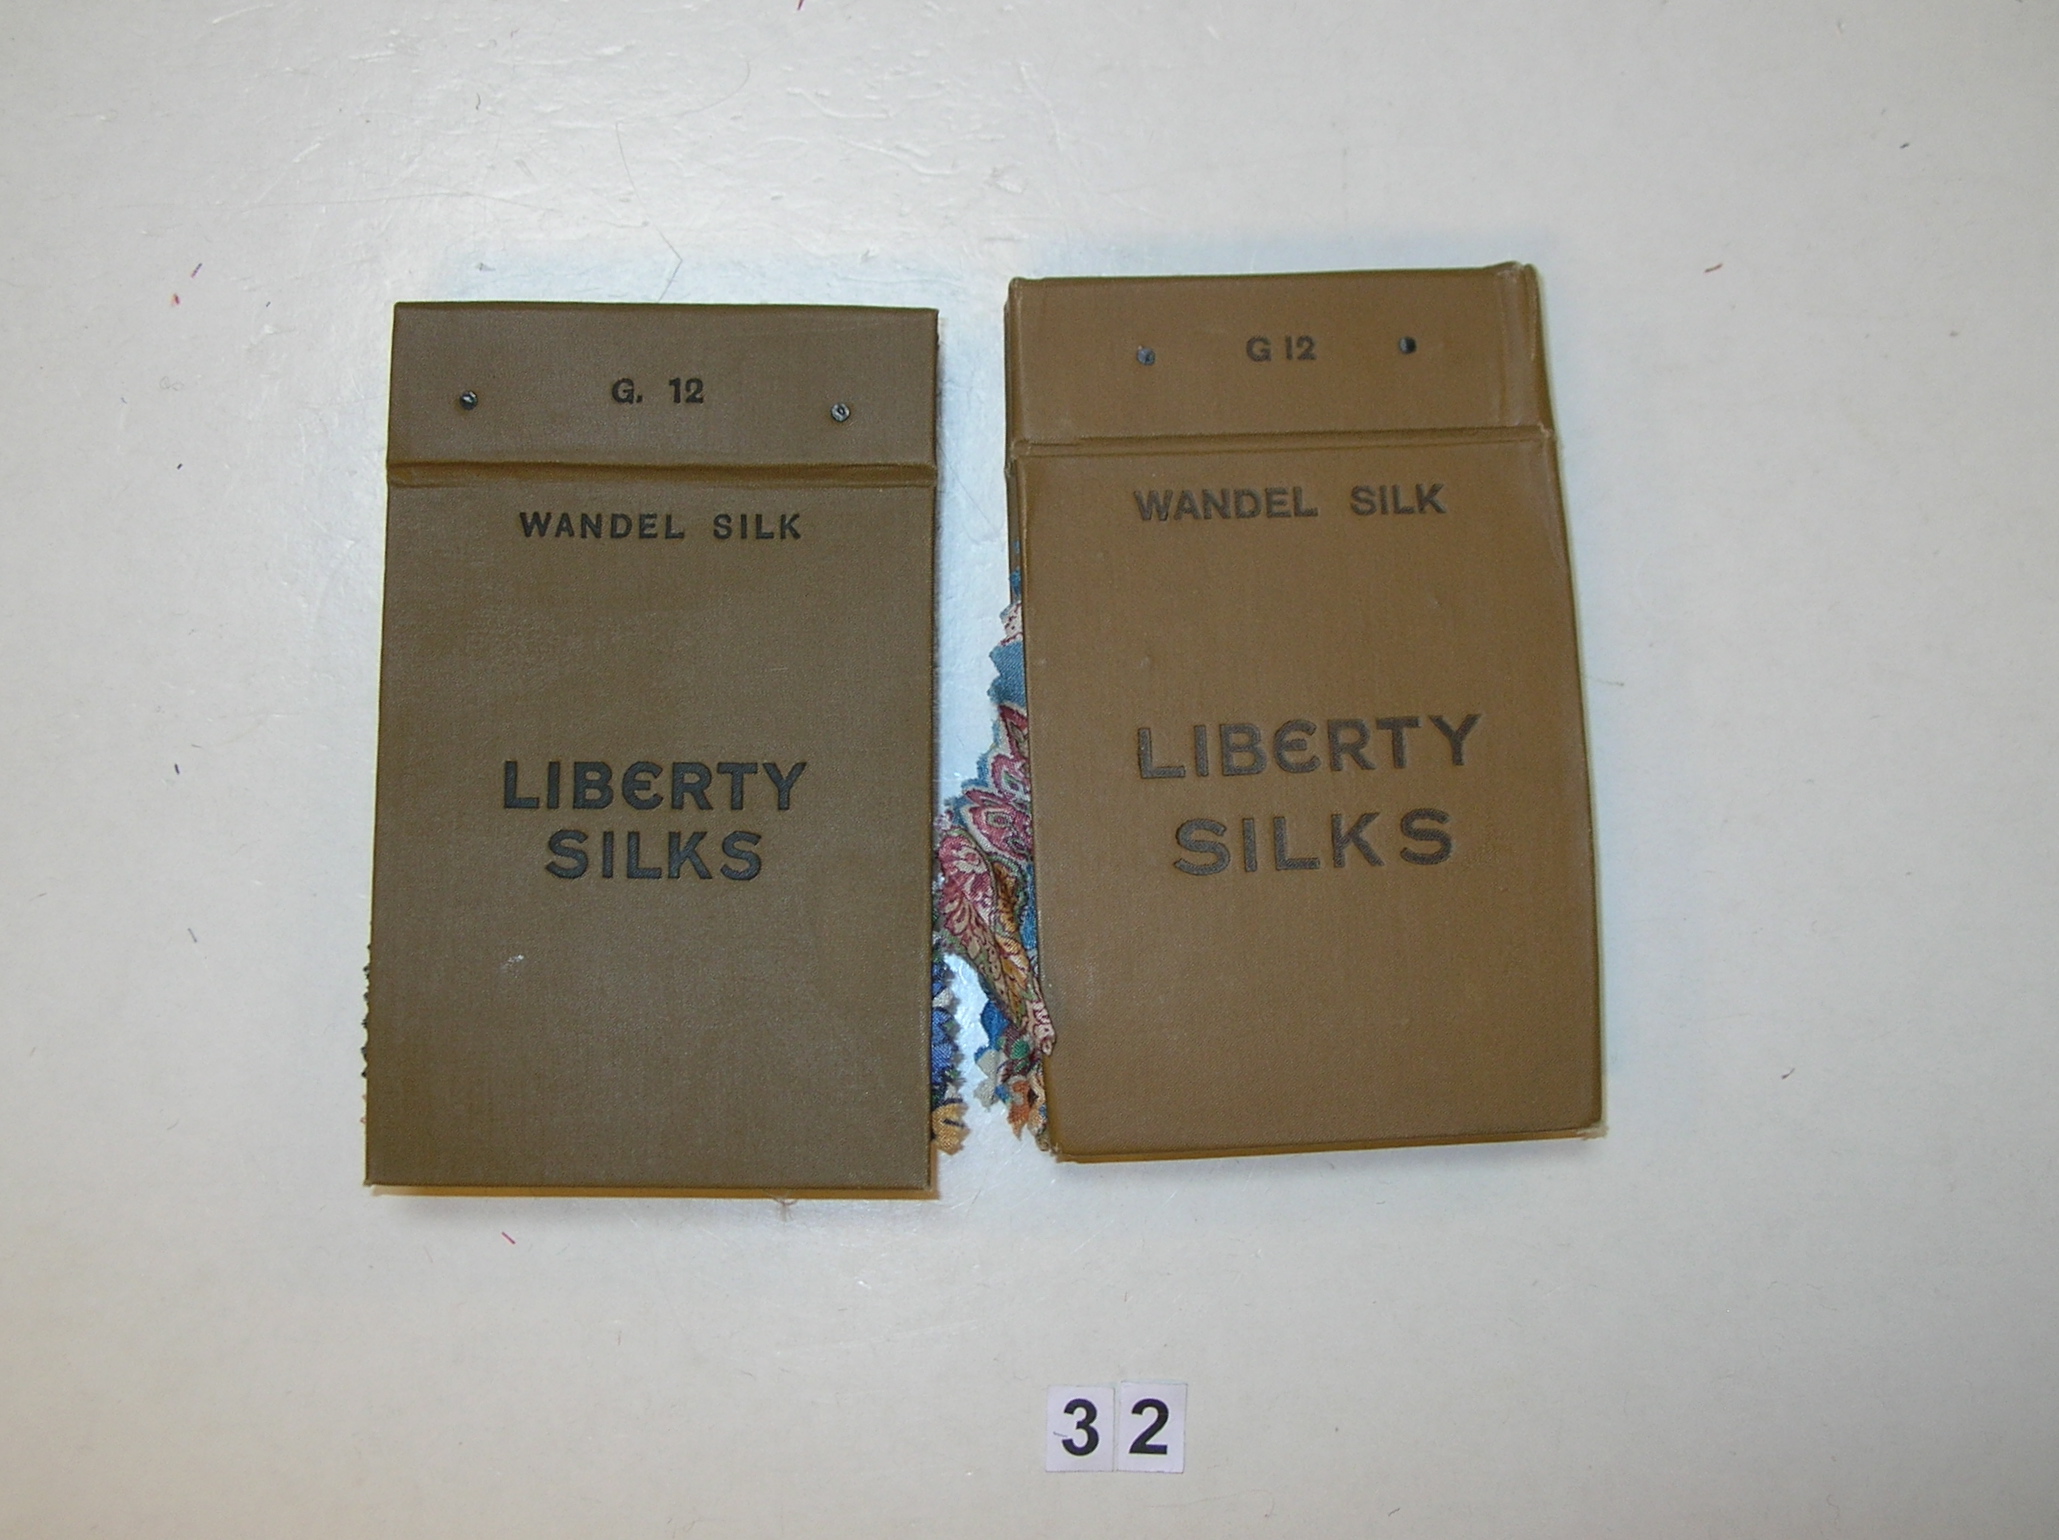 G. 12
WANDEL SILK
LIBERTY
SILKS
G 12
WANDEL SILK
LIBERTY
SILKS
32